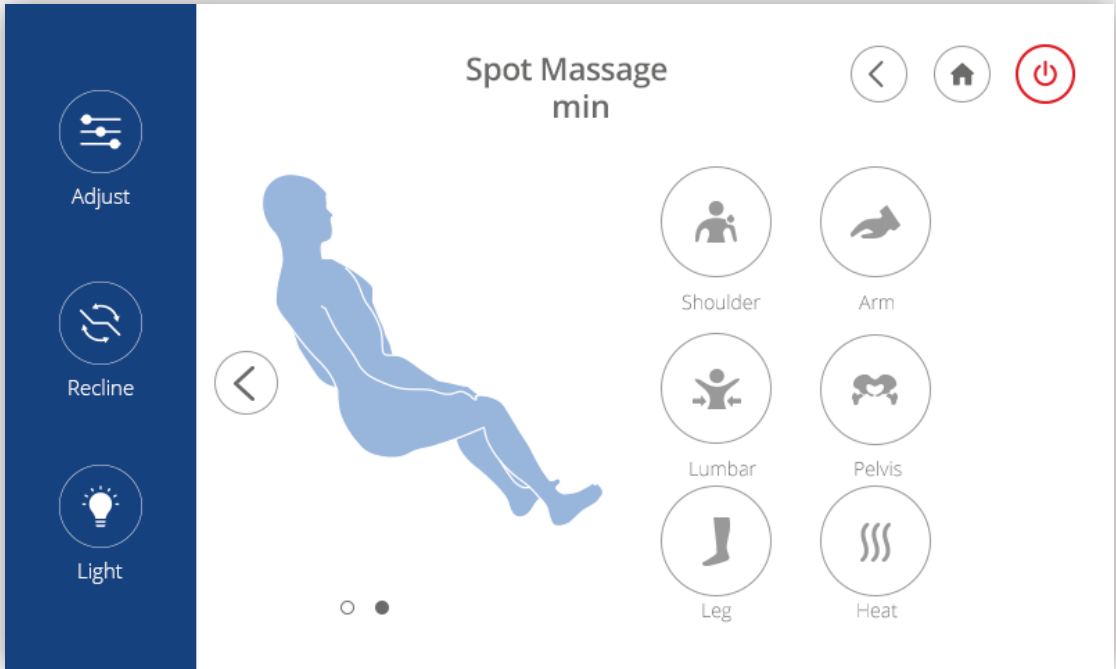 Spot Massage
min
Adjust
Recline
Light
Shoulder
Arm
Lumbar
Pelvis
Leg
Heat